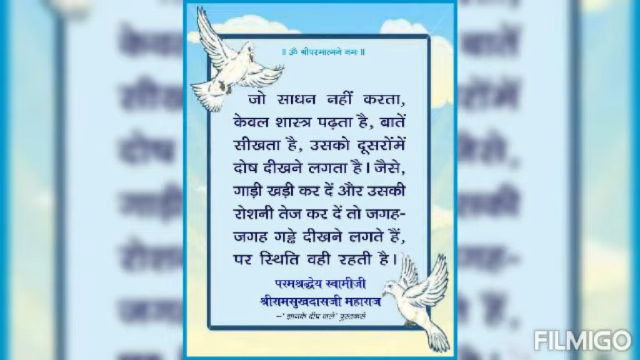 ॥ ॐ श्रीपरमात्मने नमः ॥
जो साधन नहीं करता,
केवल शास्त्र पढ़ता है, बातें
सीखता है, उसको दूसरोंमें
दोष दीखने लगता है। जैसे,
गाड़ी खड़ी कर दें और उसकी
रोशनी तेज कर दें तो जगह-
जगह गड्ढे दीखने लगते हैं,
पर स्थिति वही रहती है।
परमश्रद्धेय स्वामीजी
श्रीरामसुखदासजी महाराज
–'ज्ञानके दीप जले' पुस्तकसे
FILMIGO